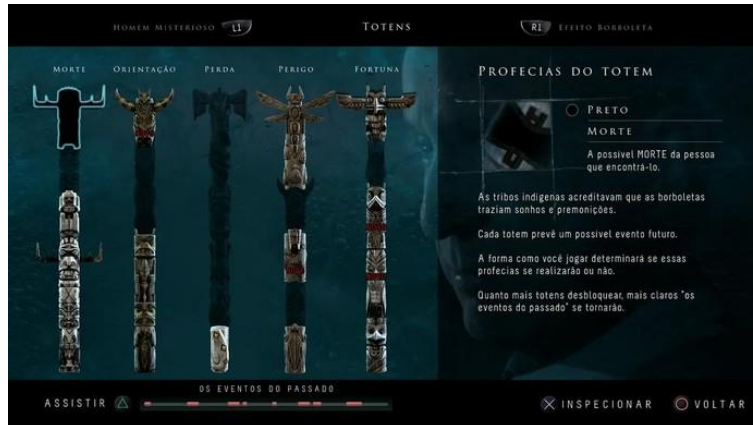 HOMEM MISTERIOSO L1
TOTENS
R1 EFEITO BORBOLETA
MORTE ORIENTAÇÃO PERDA PERIGO FORTUNA
PROFECIAS DO TOTEM
PRETO
MORTE
A possível MORTE da pessoa
que encontrá-lo.
As tribos indígenas acreditavam que as borboletas
traziam sonhos e premonições.
Cada totem prevê um possível evento futuro.
A forma como você jogar determinará se essas
profecias se realizarão ou não.
Quanto mais totens desbloquear, mais claros "os
eventos do passado" se tornarão.
OS EVENTOS DO PASSADO
ASSISTIR
INSPECIONAR
VOLTAR